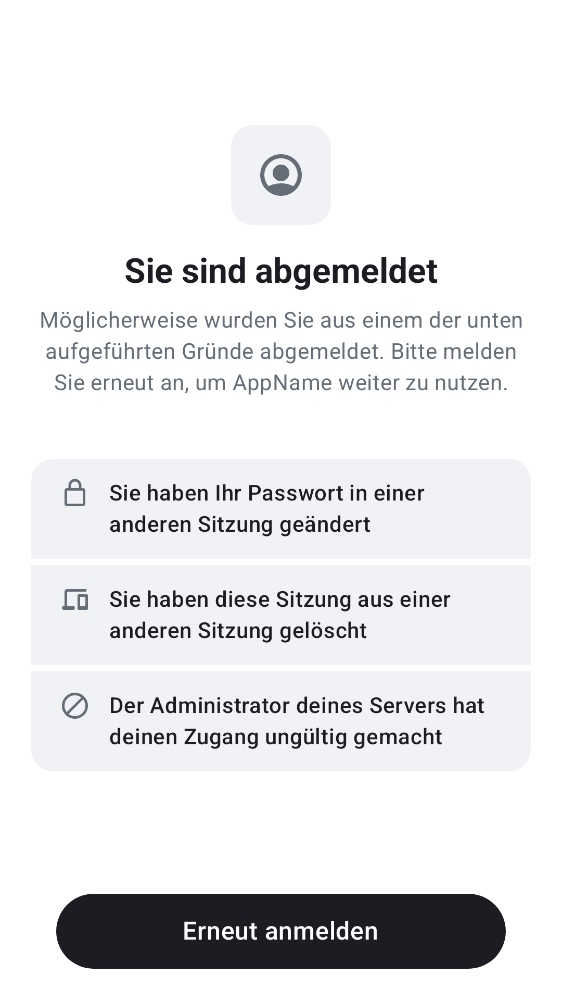 Sie sind abgemeldet
Möglicherweise wurden Sie aus einem der unten
aufgeführten Gründe abgemeldet. Bitte melden
Sie erneut an, um AppName weiter zu nutzen.
Sie haben Ihr Passwort in einer
anderen Sitzung geändert
Sie haben diese Sitzung aus einer
anderen Sitzung gelöscht
Der Administrator deines Servers hat
deinen Zugang ungültig gemacht
Erneut anmelden